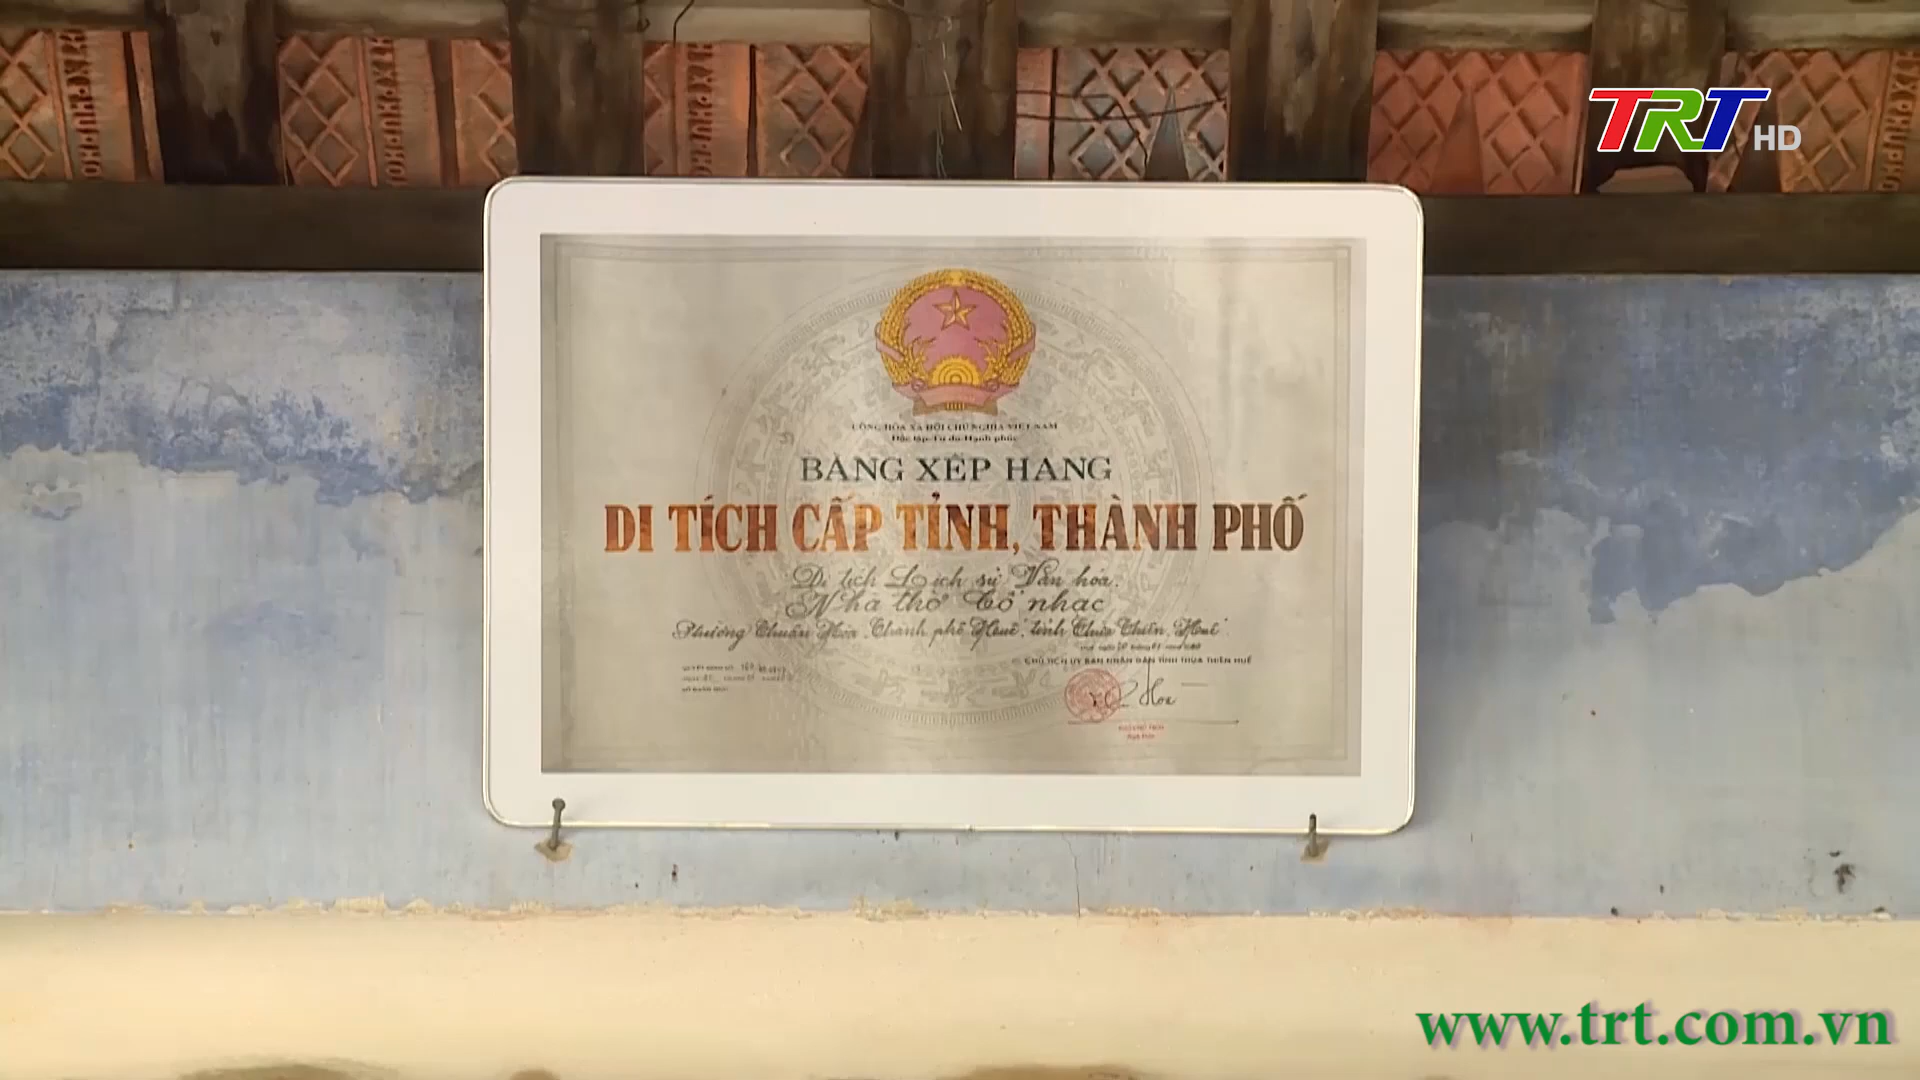 TRT HD
CỘNG HÒA XÃ HỘI CHỦ NGHĨA VIỆT NAM
Độc lập-Tự do-Hạnh phúc
BẰNG XẾP HẠNG
DI TÍCH CẤP TỈNH, THÀNH PHỐ
Di tích Lịch sử Văn hóa.
Nhà thờ Cổ nhạc
Phường Thuận Hòa, Thành phố Huế, tỉnh Thừa Thiên Huế.
CHỦ TỊCH ỦY BAN NHÂN DÂN TỈNH THỪA THIÊN HUẾ
www.trt.com.vn